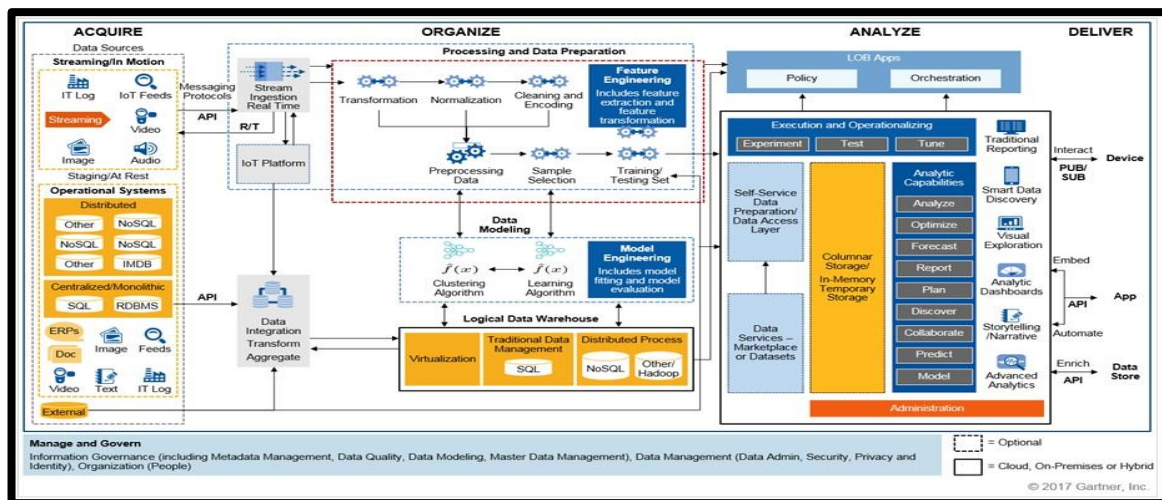 ACQUIRE
ORGANIZE
ANALYZE
DELIVER
Data Sources
Streaming/In Motion
IT Log
IoT Feeds
Streaming
Video
Image
Audio
Messaging
Protocols
API
R/T
Staging/At Rest
Operational Systems
Distributed
Other
NoSQL
NoSQL
NoSQL
Other
IMDB
Centralized/Monolithic
SQL
RDBMS
API
ERPs
Doc
Image
Feeds
Video
Text
IT Log
External
Processing and Data Preparation
Stream
Ingestion
Real Time
IoT Platform
Transformation
Normalization
Cleaning and
Encoding
Feature
Engineering
Includes feature
extraction and
feature
transformation
Preprocessing
Data
Sample
Selection
Training/
Testing Set
Data
Modeling
f̂(x)
f̂(x)
Clustering
Algorithm
Learning
Algorithm
Model
Engineering
Includes model
fitting and model
evaluation
Data
Integration
Transform
Aggregate
Logical Data Warehouse
Virtualization
Traditional Data
Management
SQL
Distributed Process
NoSQL
Other/
Hadoop
LOB Apps
Policy
Orchestration
Execution and Operationalizing
Experiment
Test
Tune
Self-Service
Data
Preparation/
Data Access
Layer
Data
Services –
Marketplace
or Datasets
Columnar
Storage/
In-Memory
Temporary
Storage
Analytic
Capabilities
Analyze
Optimize
Forecast
Report
Plan
Discover
Collaborate
Predict
Model
Administration
Traditional
Reporting
Smart Data
Discovery
Visual
Exploration
Analytic
Dashboards
Storytelling
/Narrative
Advanced
Analytics
Interact
PUB/
SUB
Device
Embed
API
App
Automate
Enrich
API
Data
Store
Manage and Govern
Information Governance (including Metadata Management, Data Quality, Data Modeling, Master Data Management), Data Management (Data Admin, Security, Privacy and
Identity), Organization (People)
= Optional
= Cloud, On-Premises or Hybrid
© 2017 Gartner, Inc.